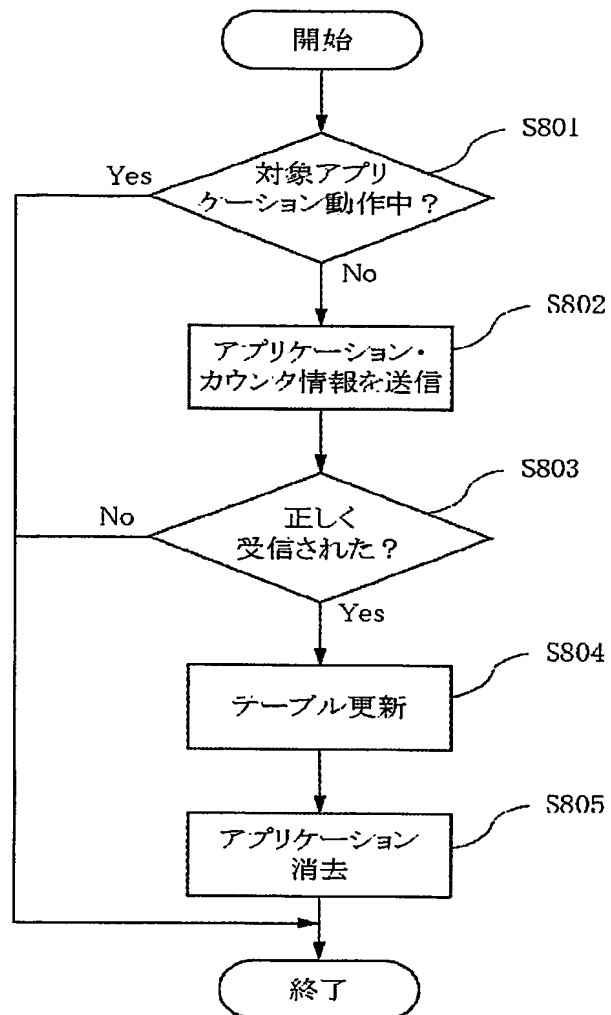 開始
S801
Yes
対象アプリ
ケーション動作中？
No
S802
アプリケーション・
カウンタ情報を送信
S803
No
正しく
受信された？
Yes
S804
テーブル更新
S805
アプリケーション
消去
終了